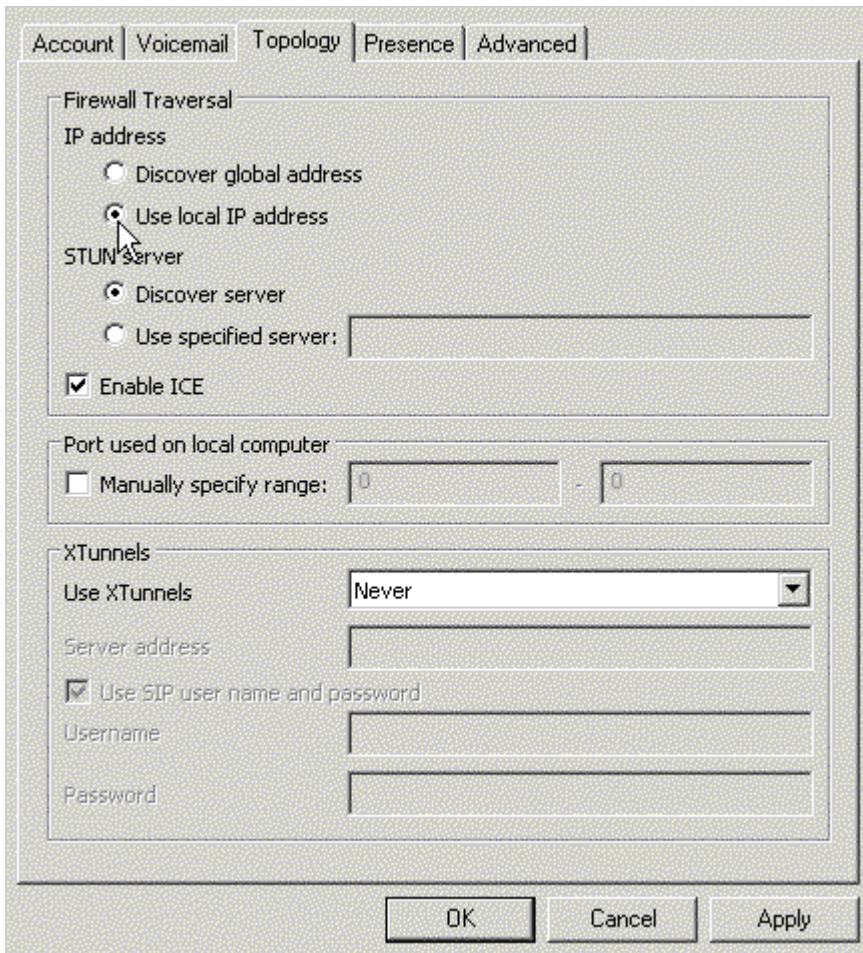 Account Voicemail Topology Presence Advanced
Firewall Traversal
IP address
Discover global address
Use local IP address
STUN server
Discover server
Use specified server:
Enable ICE
Port used on local computer
Manually specify range: 0 - 0
XTunnels
Use XTunnels Never
Server address
Use SIP user name and password
Username
Password
OK Cancel Apply